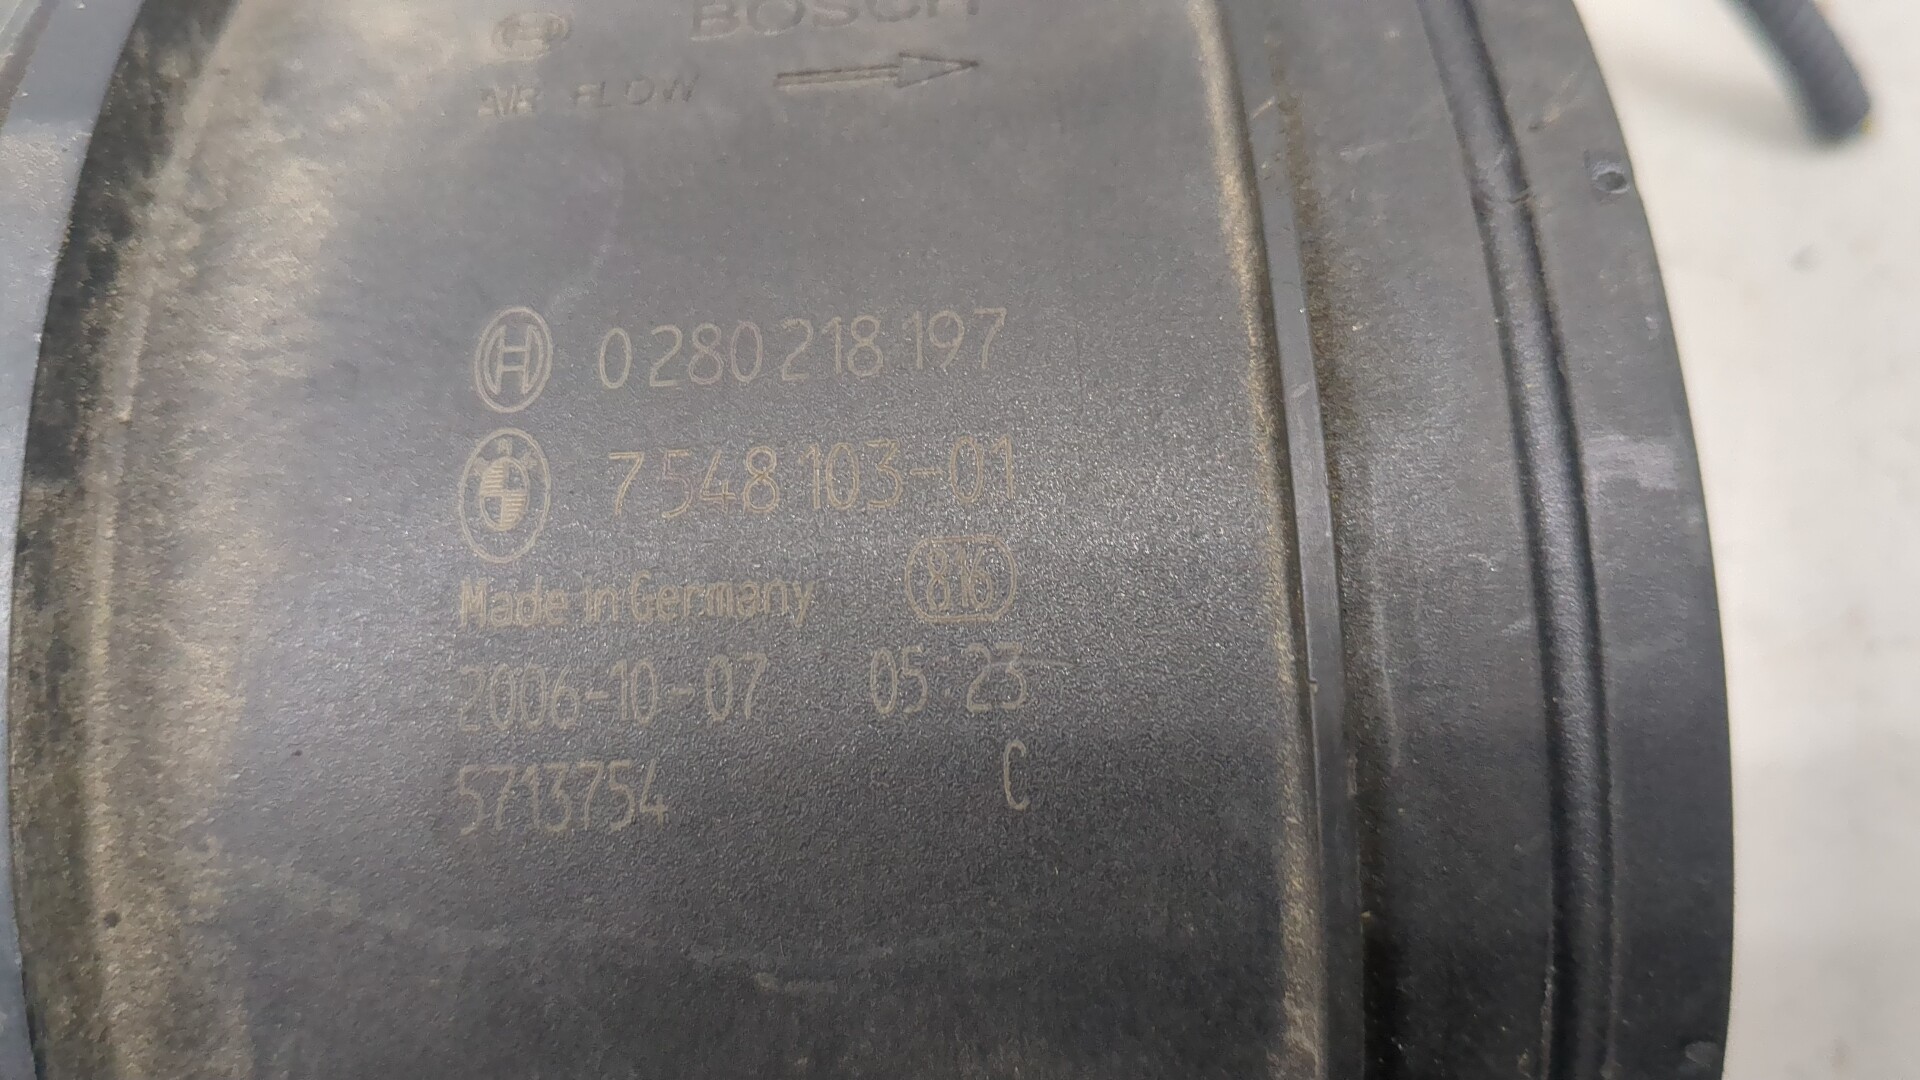 BOSCH
AIR FLOW
0 280 218 197
7 548 103-01
Made in Germany 816
2006-10-07 05:23
5713754 C